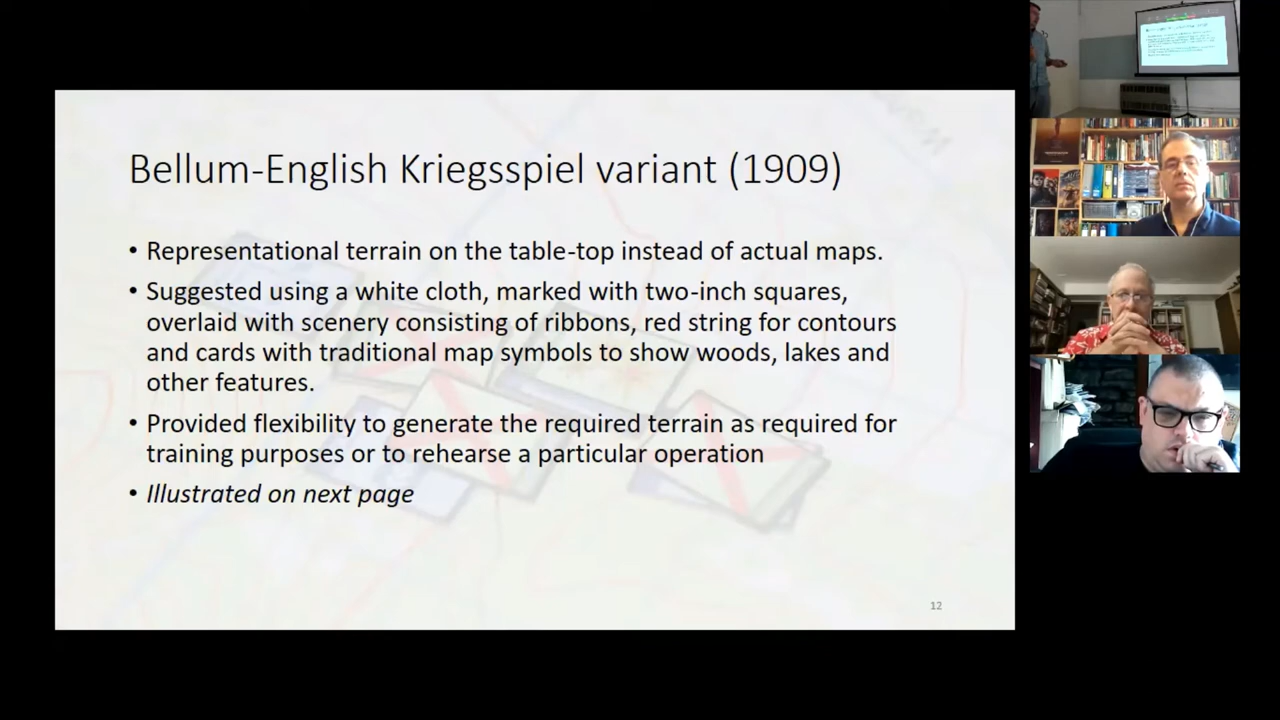 Bellum-English Kriegsspiel variant (1909)
• Representational terrain on the table-top instead of actual maps.
• Suggested using a white cloth, marked with two-inch squares,
overlaid with scenery consisting of ribbons, red string for contours
and cards with traditional map symbols to show woods, lakes and
other features.
• Provided flexibility to generate the required terrain as required for
training purposes or to rehearse a particular operation
• Illustrated on next page
12